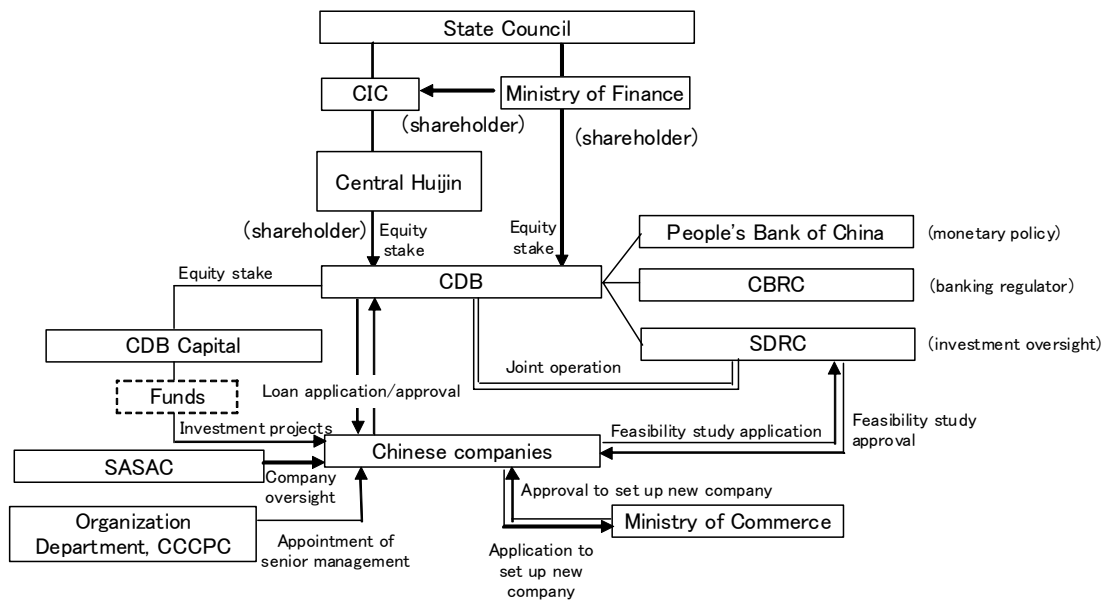 State Council
CIC
Ministry of Finance
(shareholder)
(shareholder)
Central Huijin
(shareholder)
Equity
stake
Equity
stake
People's Bank of China
(monetary policy)
Equity stake
CDB
CBRC
(banking regulator)
CDB Capital
SDRC
(investment oversight)
Joint operation
Funds
Loan application/approval
Investment projects
Chinese companies
Feasibility study application
Feasibility study
approval
SASAC
Company
oversight
Approval to set up new company
Organization
Department, CCCPC
Ministry of Commerce
Appointment of
senior management
Application to
set up new
company